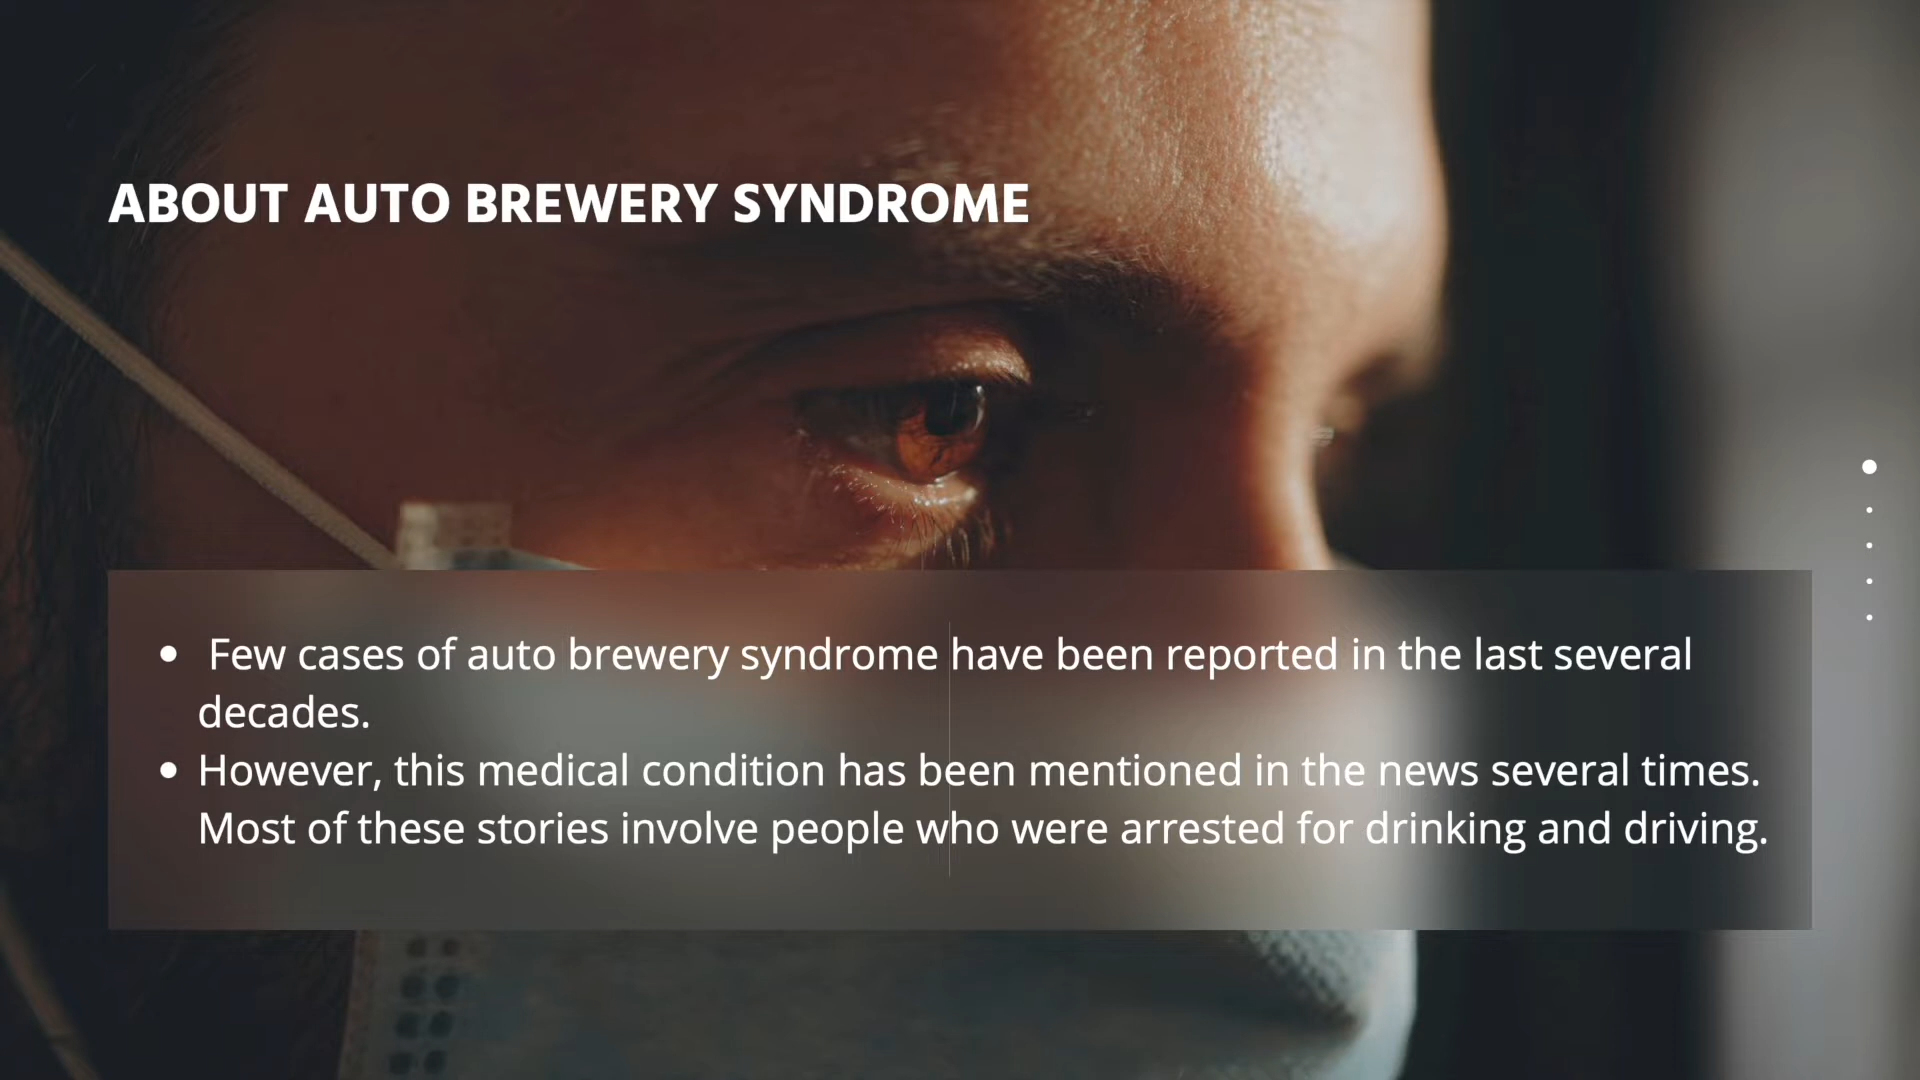 ABOUT AUTO BREWERY SYNDROME
• Few cases of auto brewery syndrome have been reported in the last several
decades.
• However, this medical condition has been mentioned in the news several times.
Most of these stories involve people who were arrested for drinking and driving.